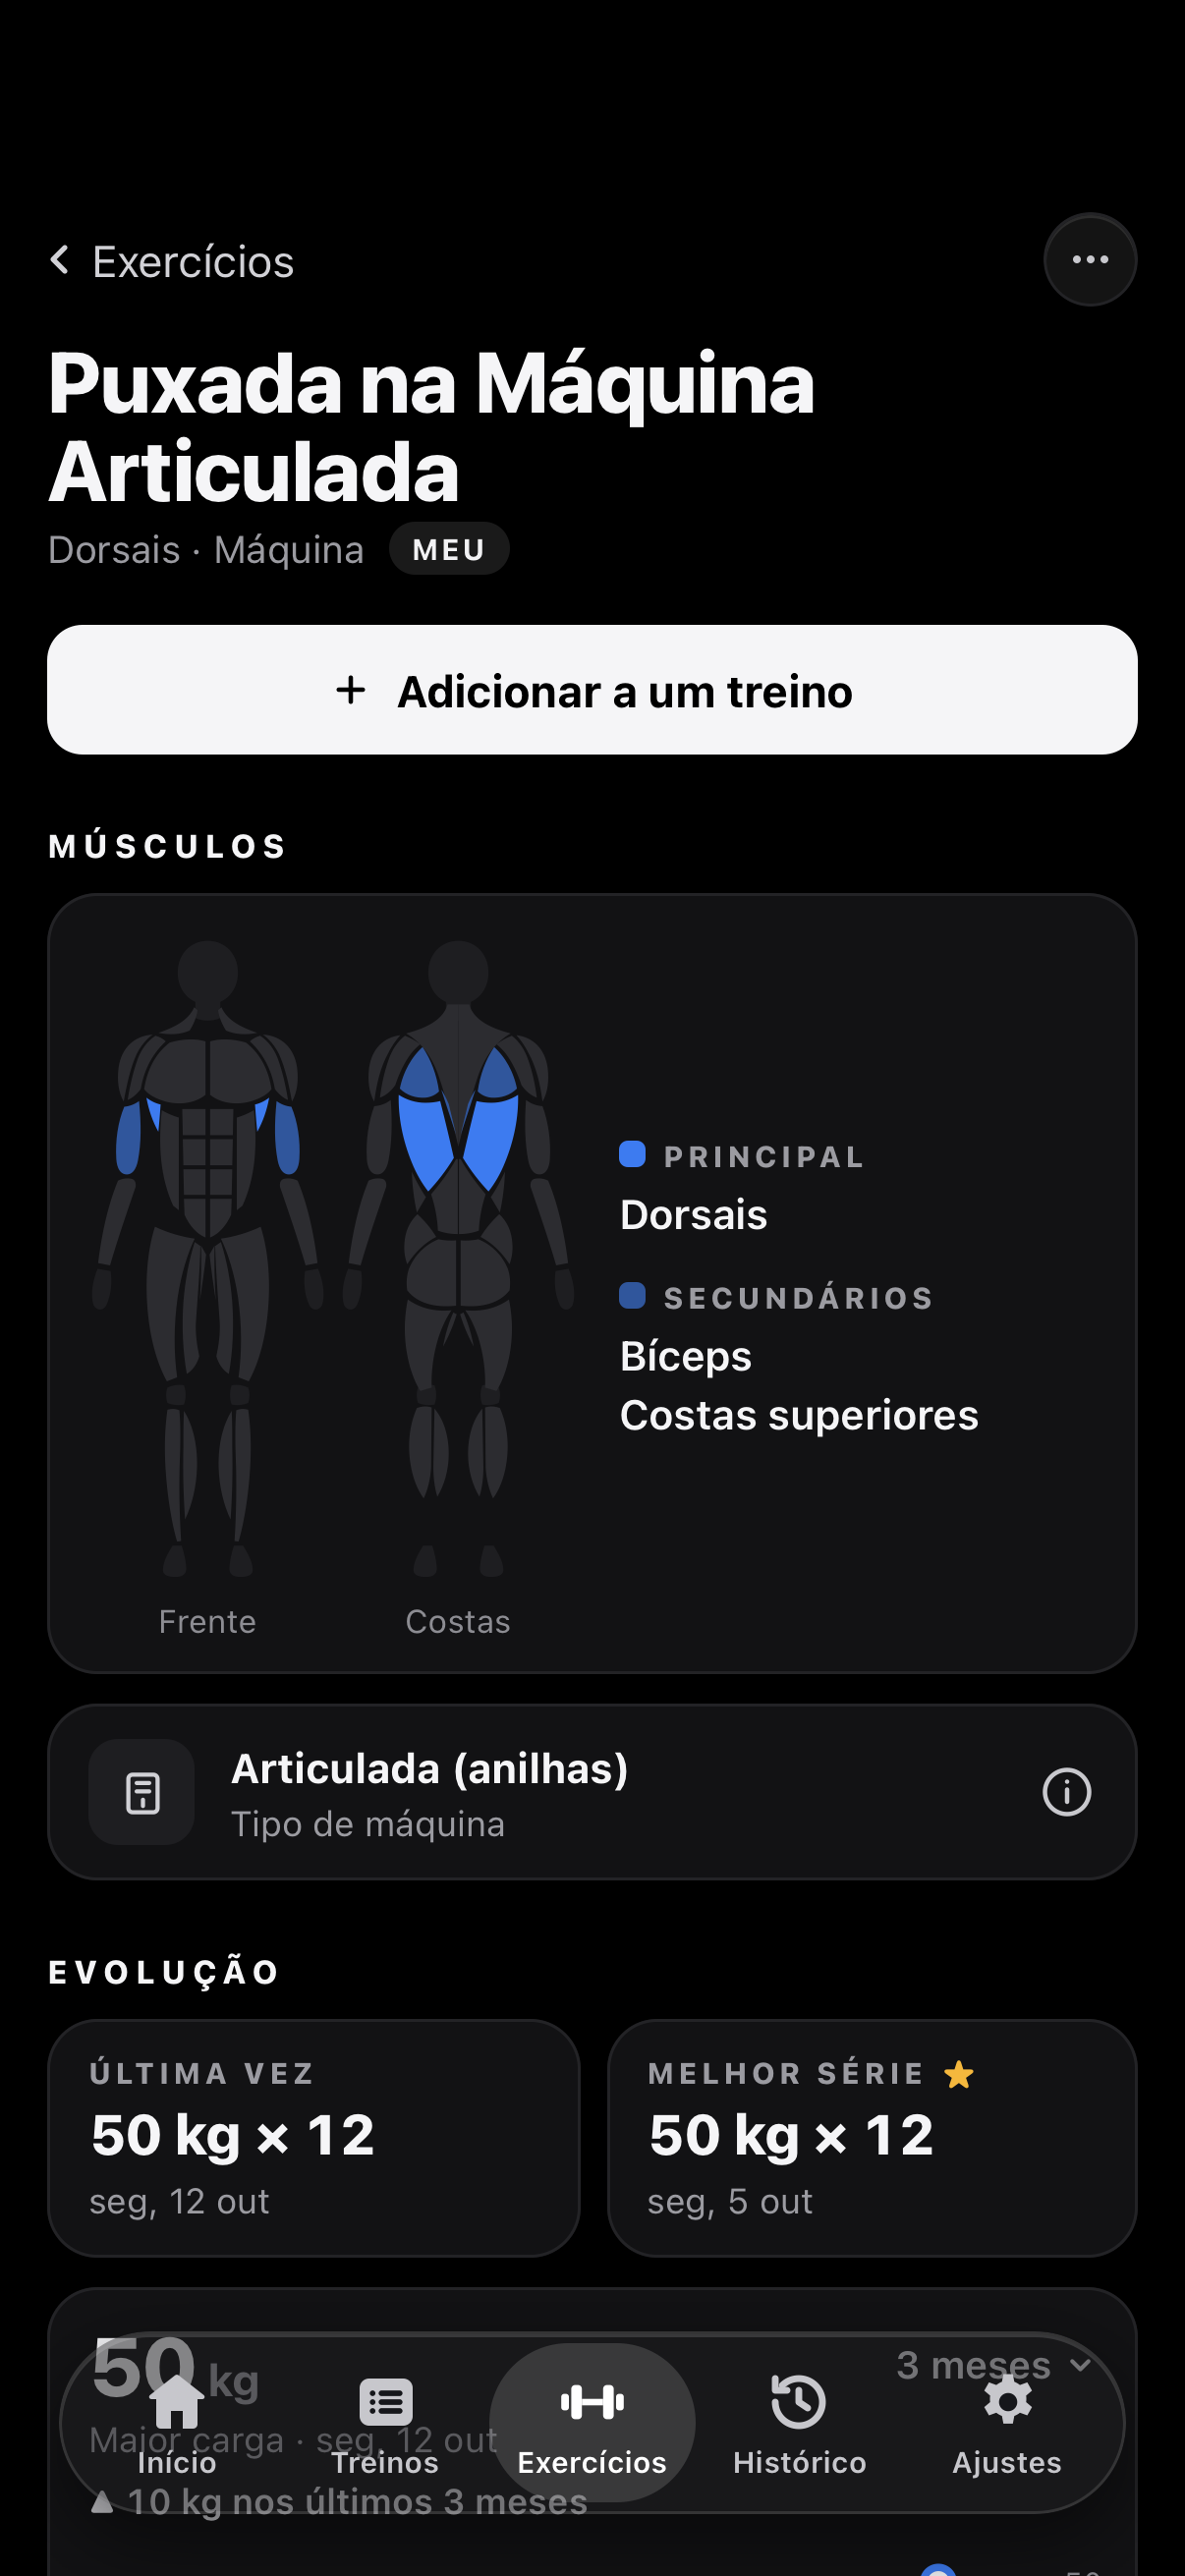 Exercícios
Puxada na Máquina
Articulada
Dorsais · Máquina MEU
+ Adicionar a um treino
MÚSCULOS
PRINCIPAL
Dorsais
SECUNDÁRIOS
Bíceps
Costas superiores
Frente
Costas
Articulada (anilhas)
Tipo de máquina
EVOLUÇÃO
ÚLTIMA VEZ
50 kg × 12
seg, 12 out
MELHOR SÉRIE
50 kg × 12
seg, 5 out
50 kg
3 meses
Maior carga · seg, 12 out
▲ 10 kg nos últimos 3 meses
Início
Treinos
Exercícios
Histórico
Ajustes